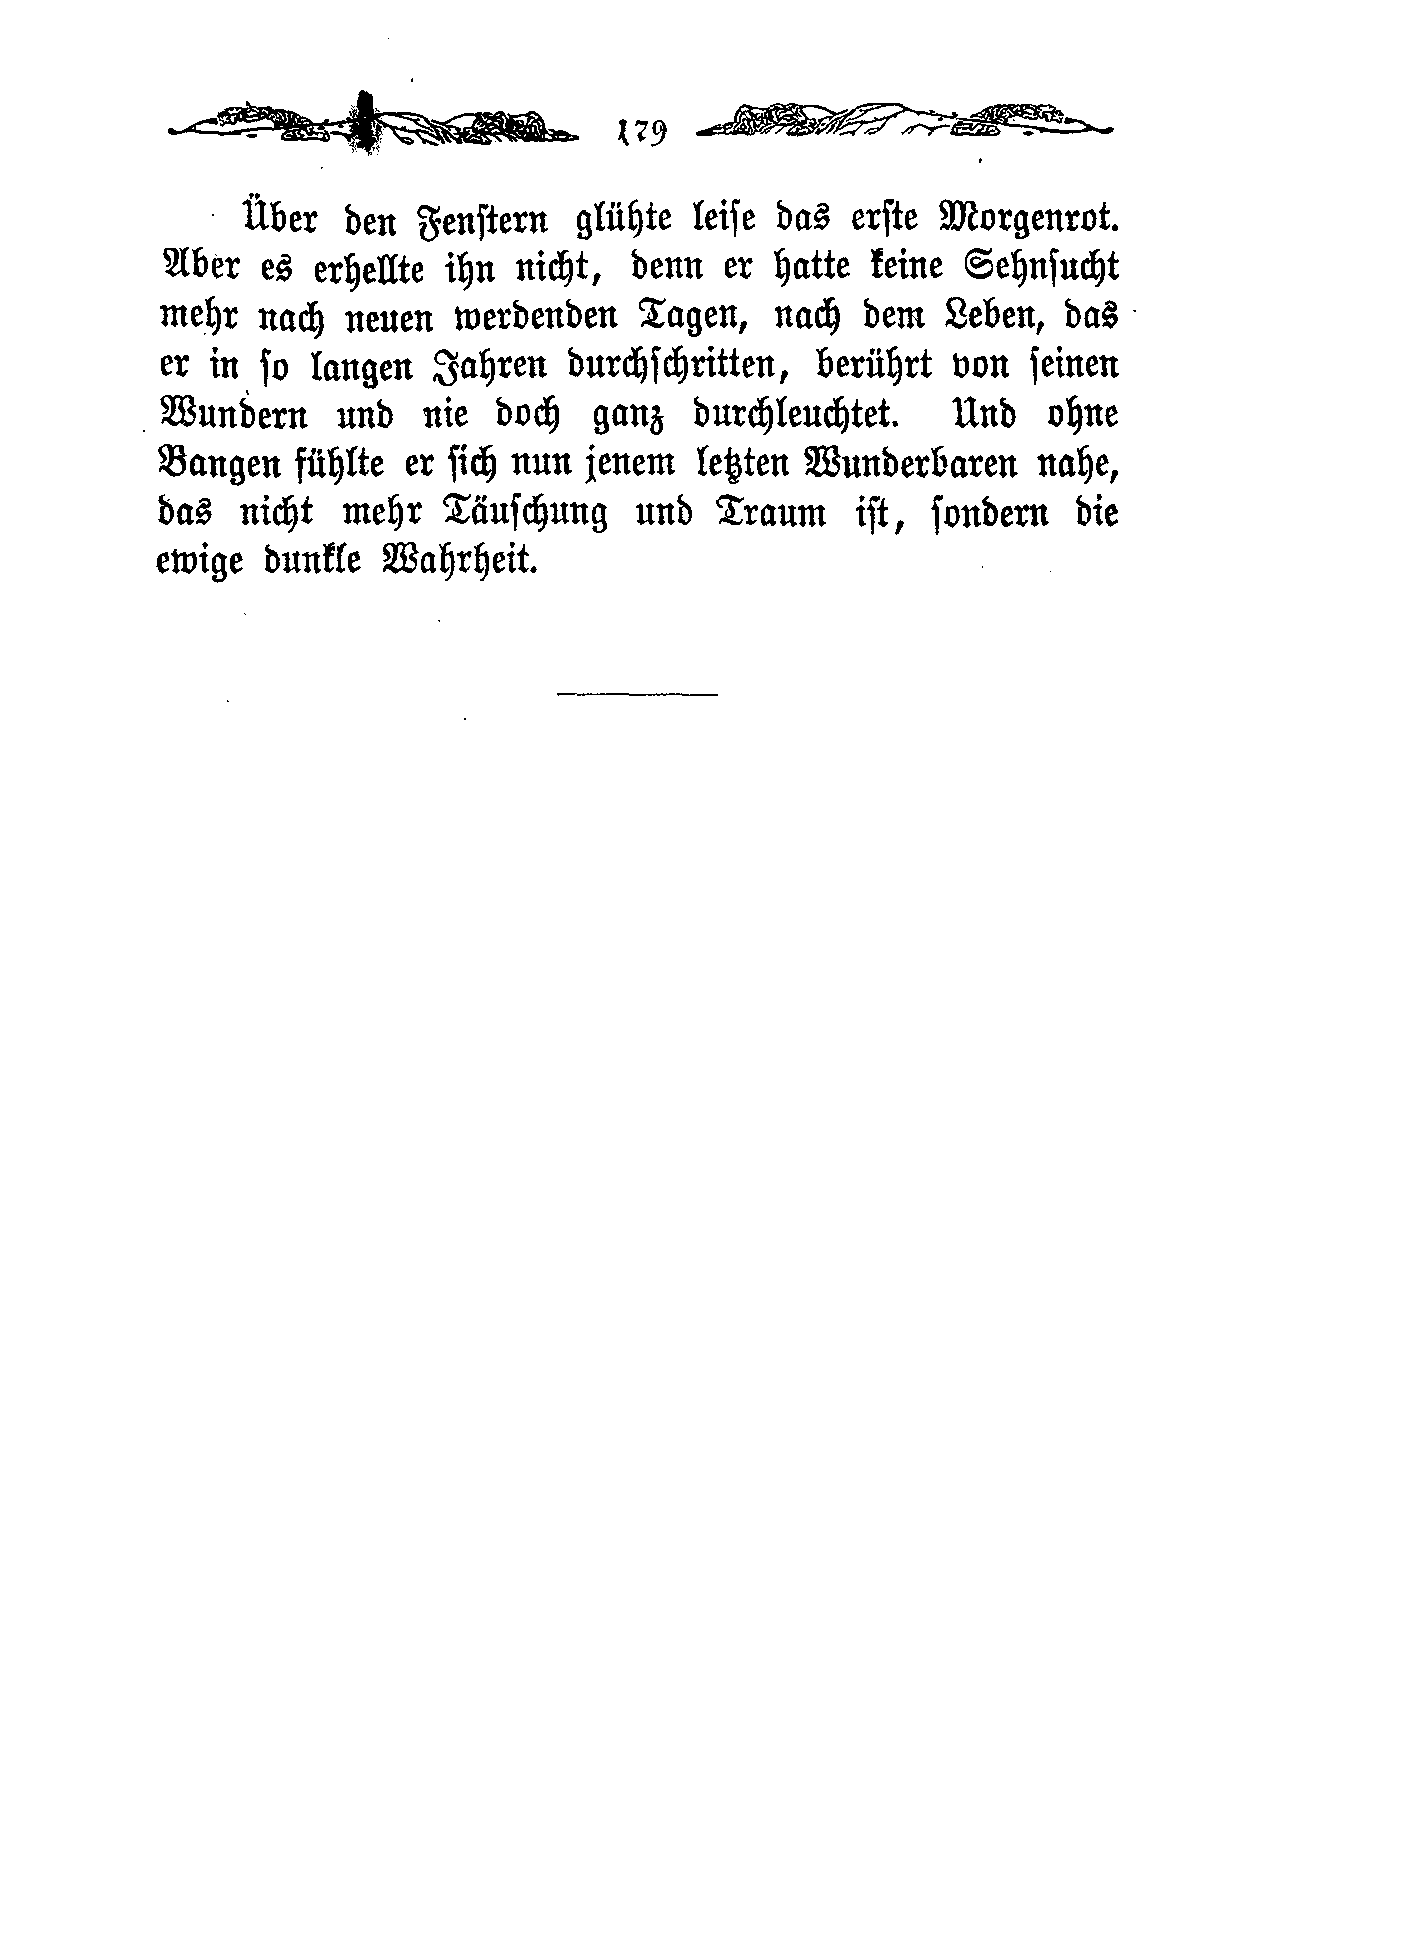 179
Über den Fenstern glühte leise das erste Morgenrot.
Aber es erhellte ihn nicht, denn er hatte keine Sehnsucht
mehr nach neuen werdenden Tagen, nach dem Leben, das
er in so langen Jahren durchschritten, berührt von seinen
Wundern und nie doch ganz durchleuchtet. Und ohne
Bangen fühlte er sich nun jenem letzten Wunderbaren nahe,
das nicht mehr Täuschung und Traum ist, sondern die
ewige dunkle Wahrheit.